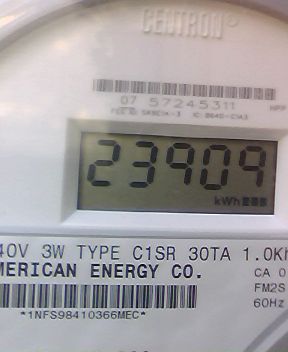 CENTRON®
07 57245311
23909
kWh
40V 3W TYPE C1SR 30TA 1.0Kh
MERICAN ENERGY CO.
CA 0
FM2S
60Hz
*1NFS98410366MEC*